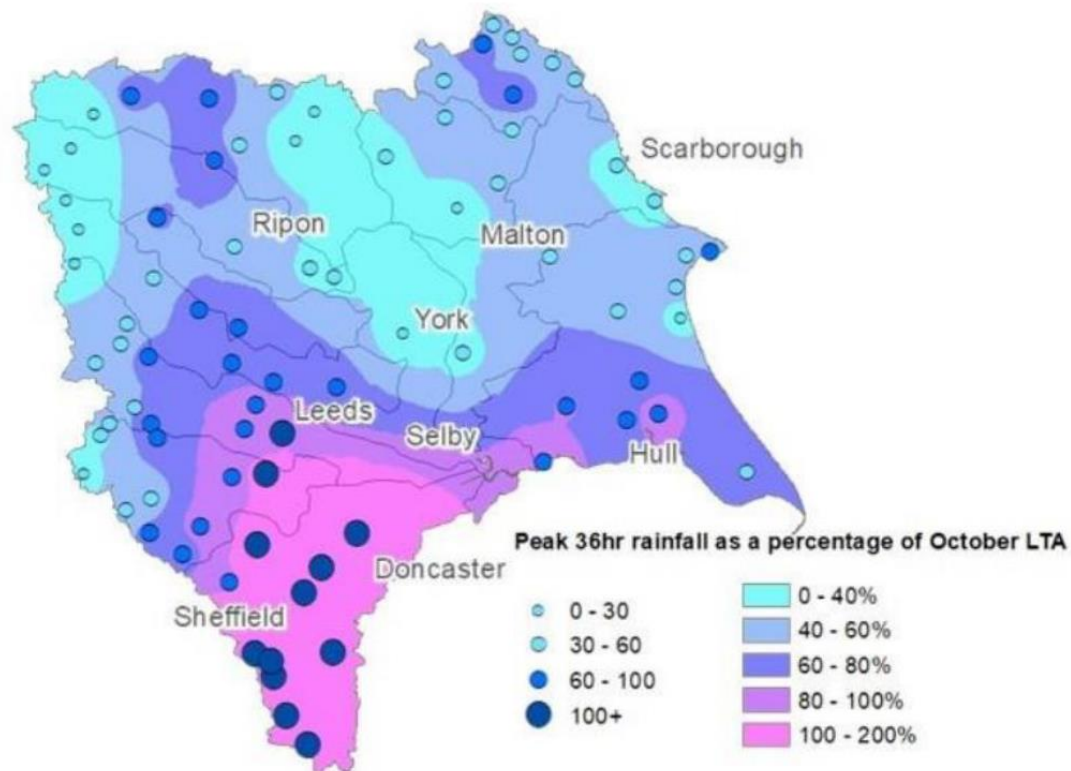 Scarborough
Ripon
Malton
York
Leeds
Selby
Hull
Doncaster
Sheffield
Peak 36hr rainfall as a percentage of October LTA
0 - 30
30 - 60
60 - 100
100+
0 - 40%
40 - 60%
60 - 80%
80 - 100%
100 - 200%